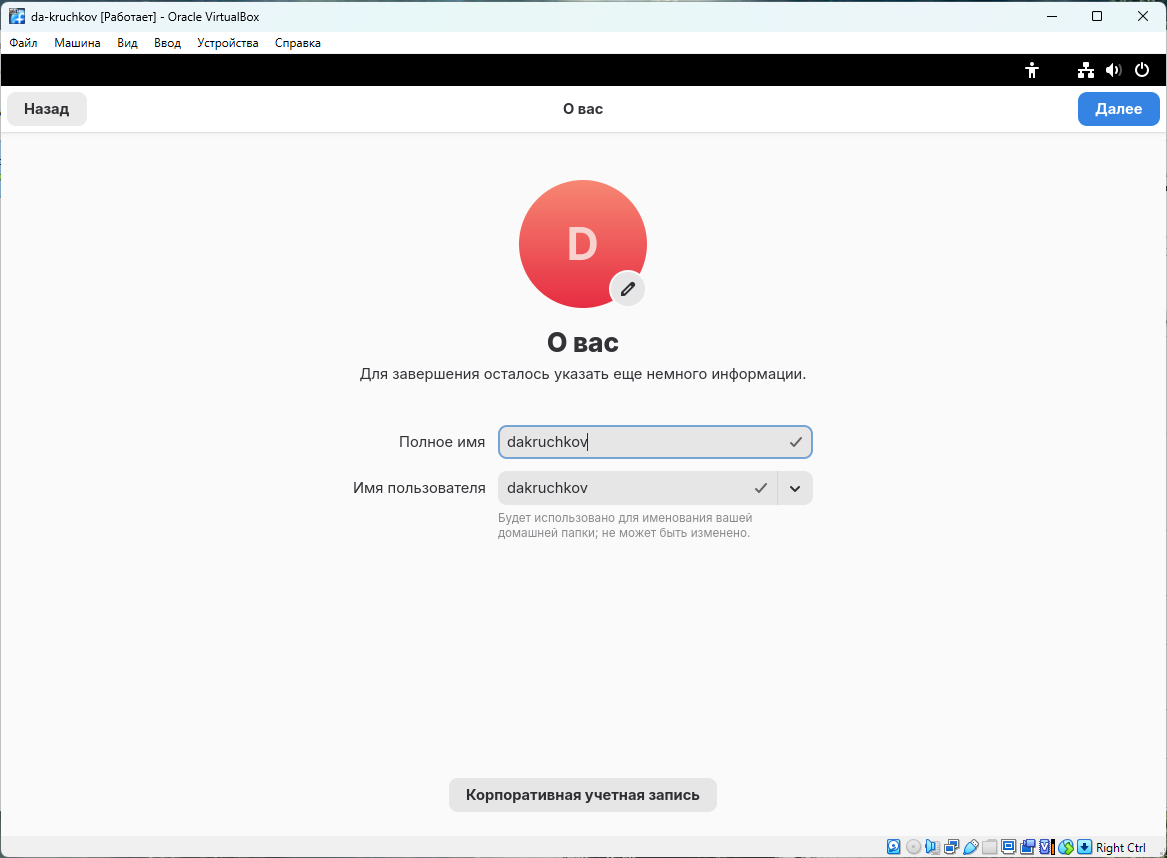 da-kruchkov [Работает] - Oracle VirtualBox
Файл Машина Вид Ввод Устройства Справка
Назад О вас Далее
D
О вас
Для завершения осталось указать еще немного информации.
Полное имя dakruchkov
Имя пользователя dakruchkov
Будет использовано для именования вашей
домашней папки; не может быть изменено.
Корпоративная учетная запись
Right Ctrl